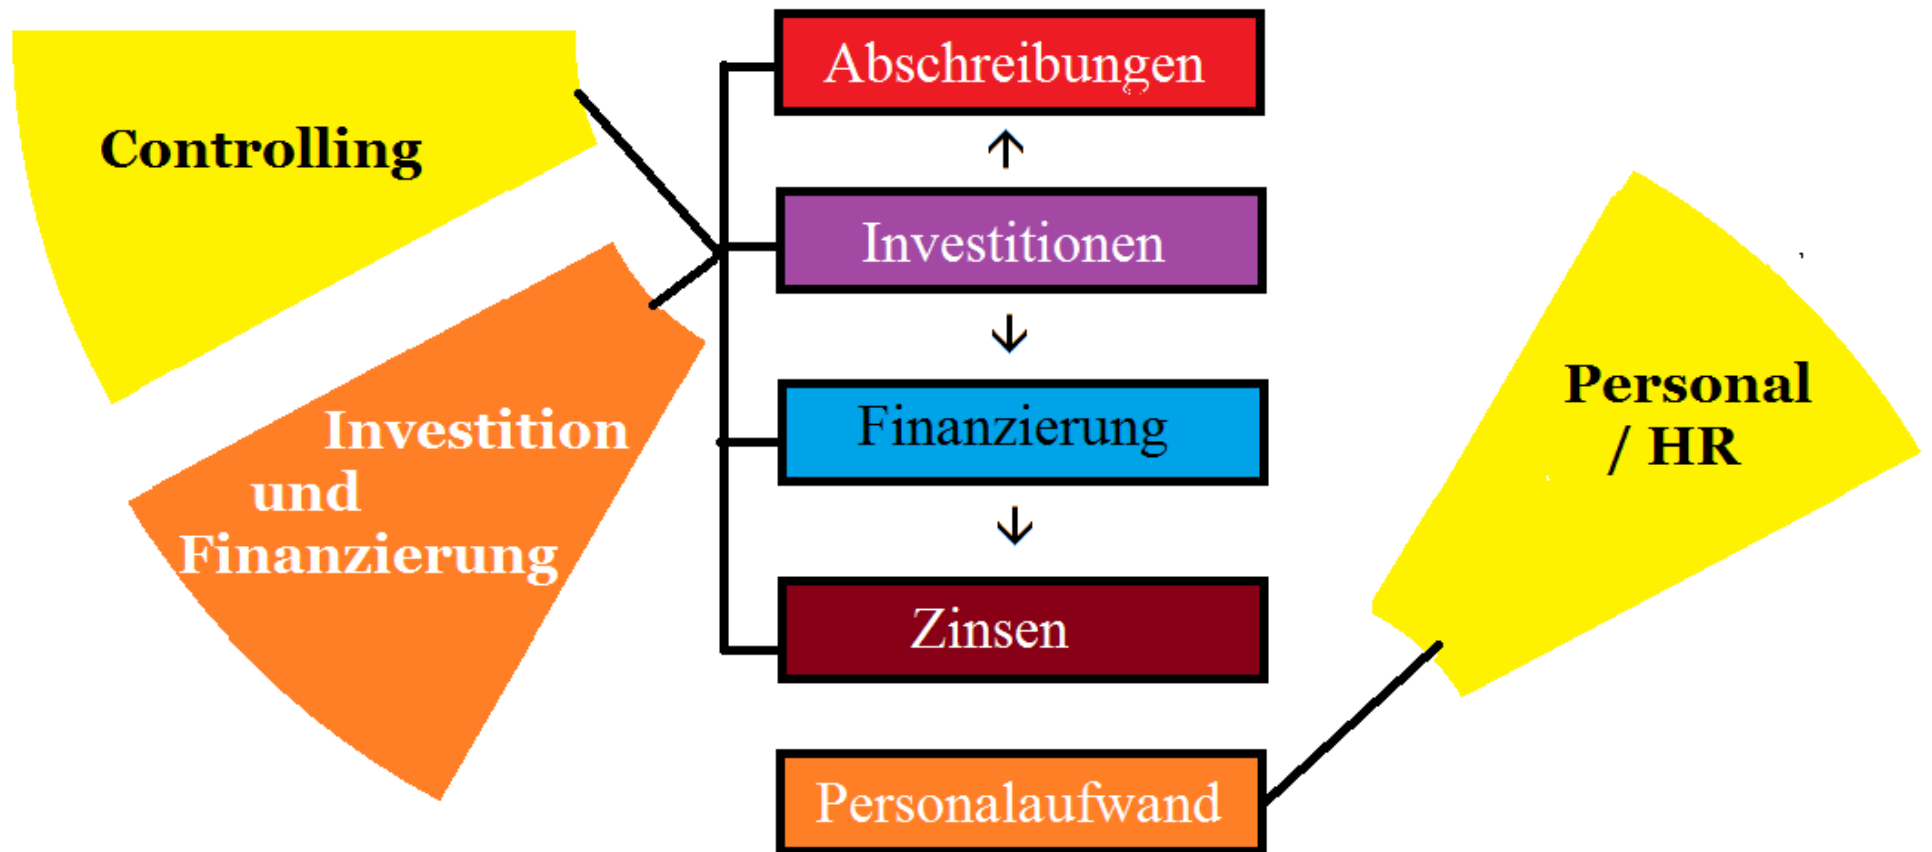 Controlling
Investition
und
Finanzierung
Abschreibungen
Investitionen
Finanzierung
Zinsen
Personalaufwand
Personal
/ HR